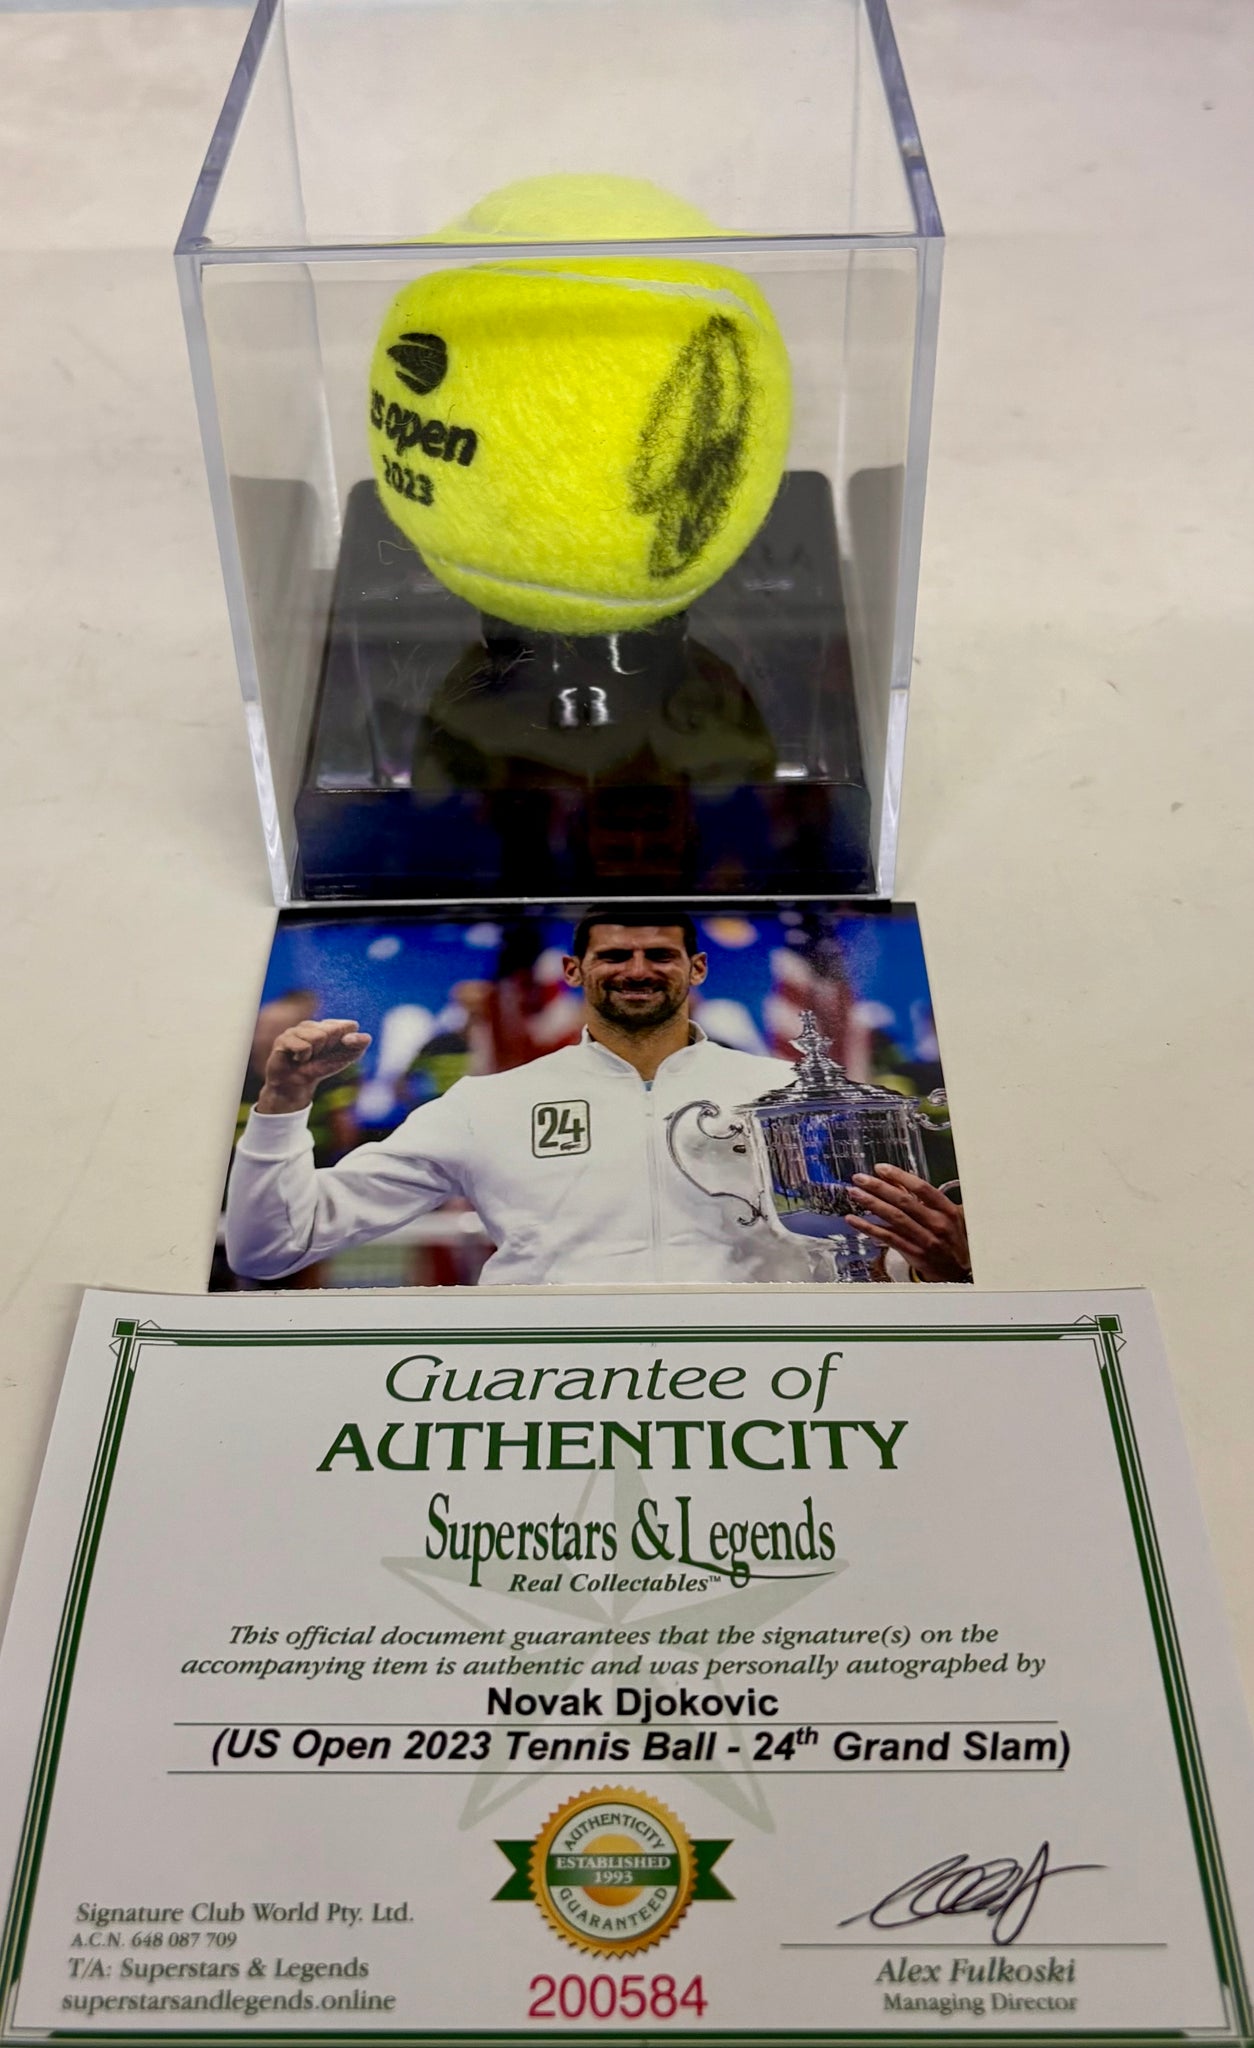 US open
2023
24
Guarantee of
AUTHENTICITY
Superstars & Legends
Real Collectables™
This official document guarantees that the signature(s) on the
accompanying item is authentic and was personally autographed by
Novak Djokovic
(US Open 2023 Tennis Ball - 24th Grand Slam)
AUTHENTICITY
ESTABLISHED
1993
GUARANTEED
Signature Club World Pty. Ltd.
A.C.N. 648 087 709
T/A: Superstars & Legends
superstarsandlegends.online
200584
Alex Fulkoski
Managing Director